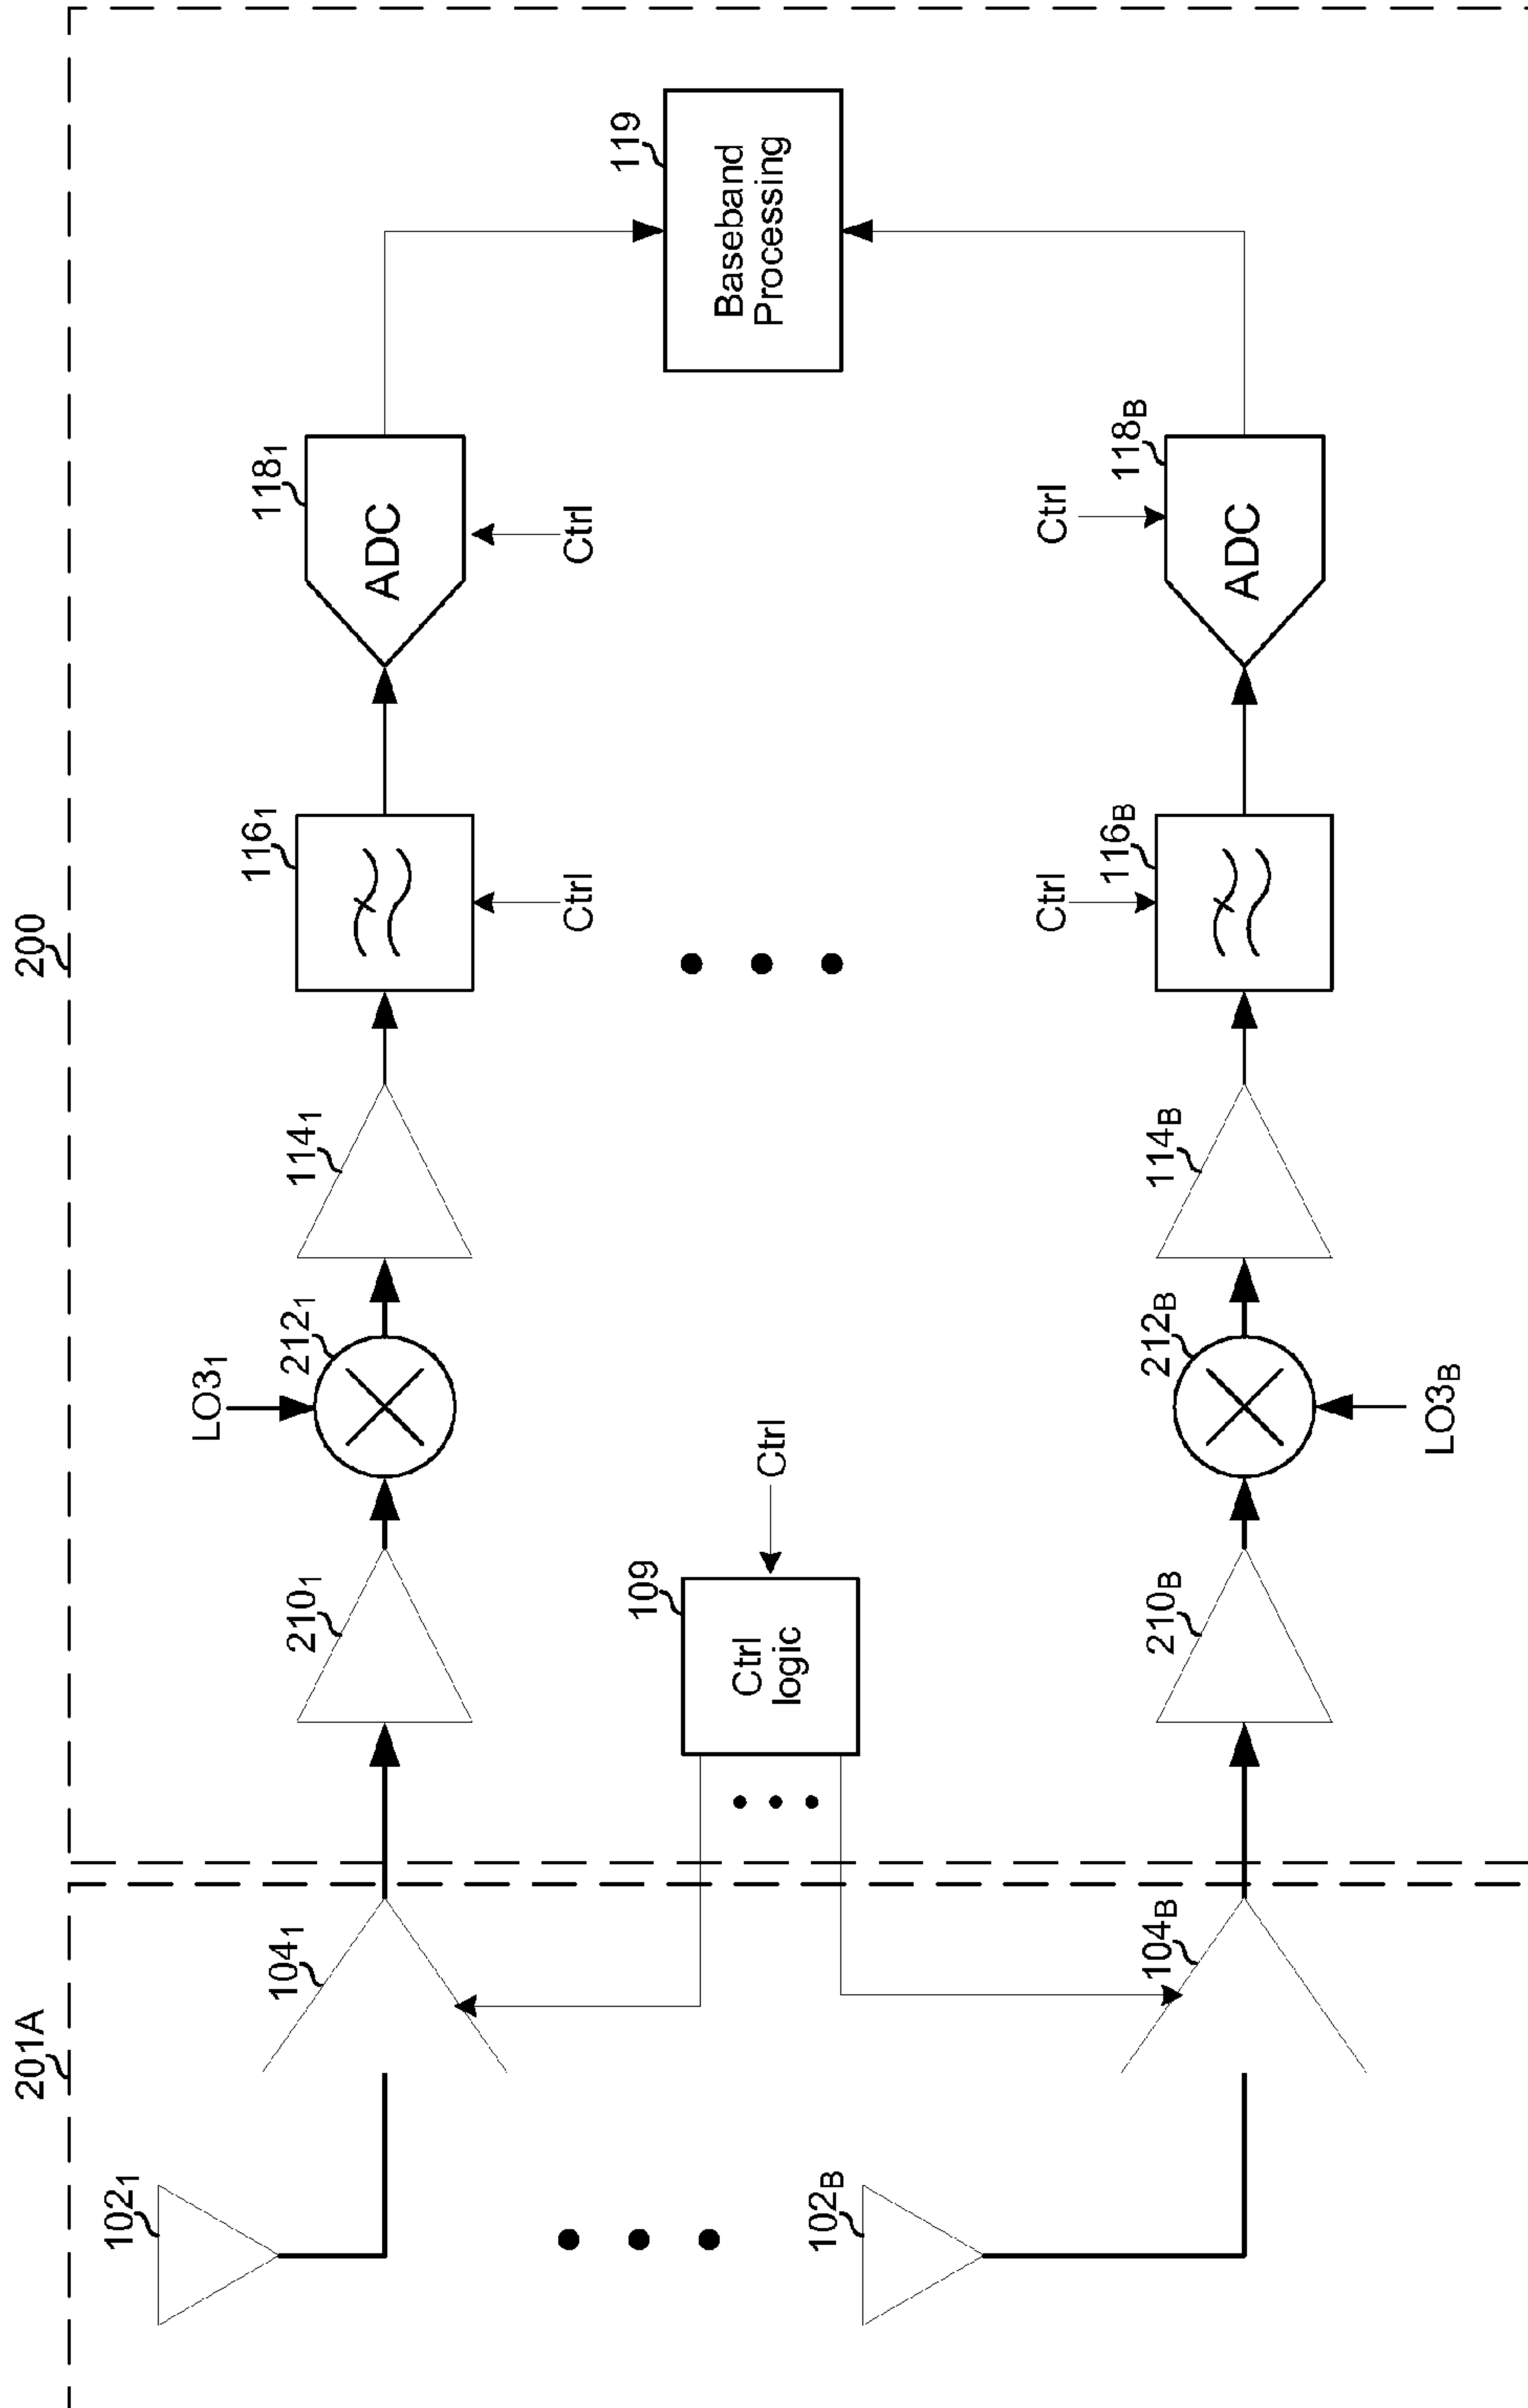 201A
200
102₁
104₁
210₁
LO3₁
212₁
114₁
116₁
Ctrl
118₁
ADC
Ctrl
109
Ctrl
logic
Ctrl
119
Baseband
Processing
102B
104B
210B
212B
LO3B
114B
116B
Ctrl
118B
ADC
Ctrl